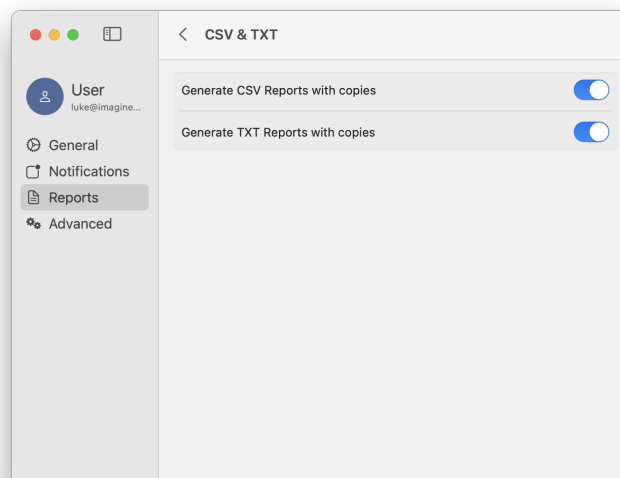 CSV & TXT
User
luke@imagine...
General
Notifications
Reports
Advanced
Generate CSV Reports with copies
Generate TXT Reports with copies